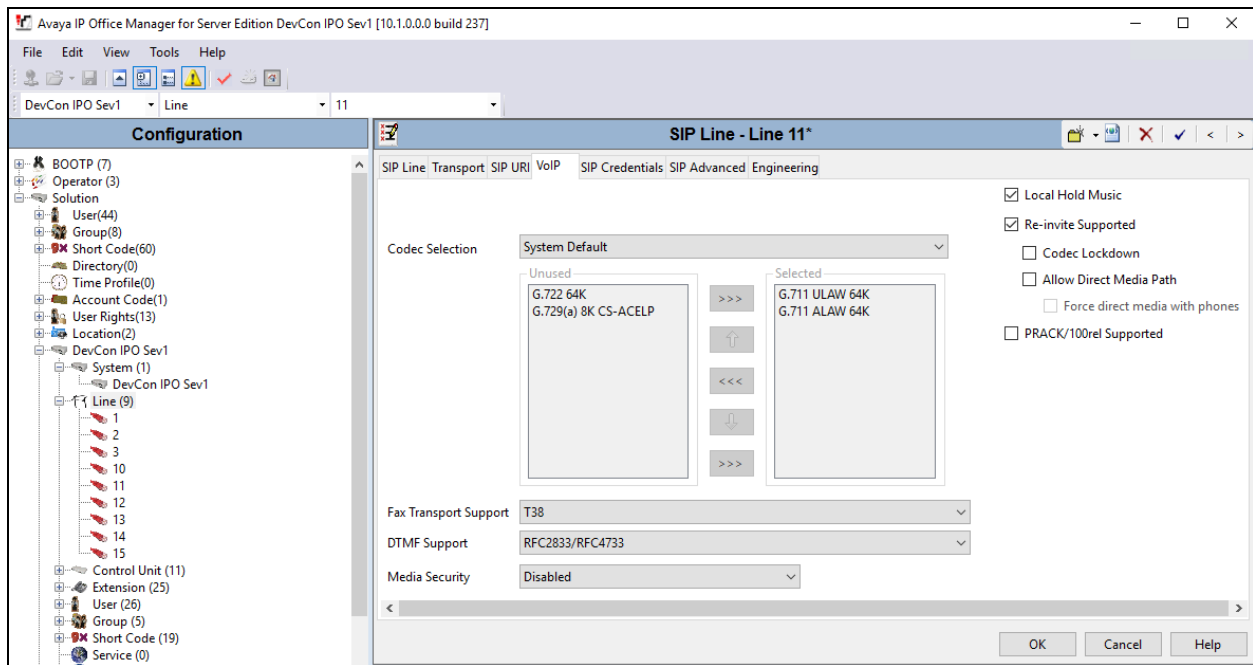 Avaya IP Office Manager for Server Edition DevCon IPO Sev1 [10.1.0.0.0 build 237]
File Edit View Tools Help
DevCon IPO Sev1 Line 11
Configuration
BOOTP (7)
Operator (3)
Solution
User(44)
Group(8)
Short Code(60)
Directory(0)
Time Profile(0)
Account Code(1)
User Rights(13)
Location(2)
DevCon IPO Sev1
System (1)
DevCon IPO Sev1
Line (9)
1
2
3
10
11
12
13
14
15
Control Unit (11)
Extension (25)
User (26)
Group (5)
Short Code (19)
Service (0)
SIP Line - Line 11*
SIP Line Transport SIP URI VoIP SIP Credentials SIP Advanced Engineering
Codec Selection System Default
Unused
G.722 64K
G.729(a) 8K CS-ACELP
>>>
<<<
>>>
Selected
G.711 ULAW 64K
G.711 ALAW 64K
Fax Transport Support T38
DTMF Support RFC2833/RFC4733
Media Security Disabled
Local Hold Music
Re-invite Supported
Codec Lockdown
Allow Direct Media Path
Force direct media with phones
PRACK/100rel Supported
OK Cancel Help